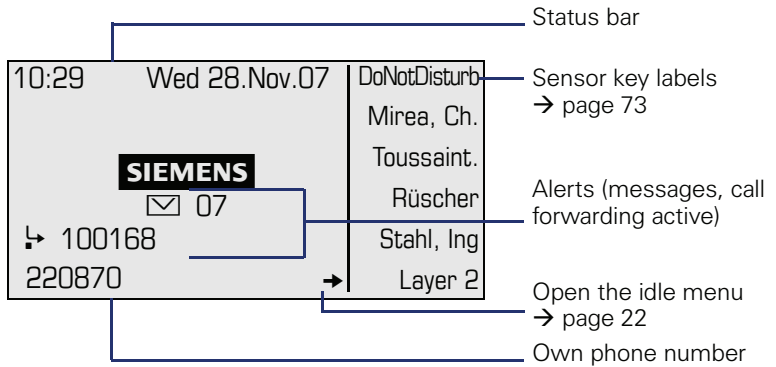 Status bar
10:29 Wed 28.Nov.07 DoNotDisturb
Sensor key labels
→ page 73
Mirea, Ch.
SIEMENS
Toussaint.
07
Rüscher
Alerts (messages, call
forwarding active)
100168
Stahl, Ing
220870 → Layer 2
Open the idle menu
→ page 22
Own phone number